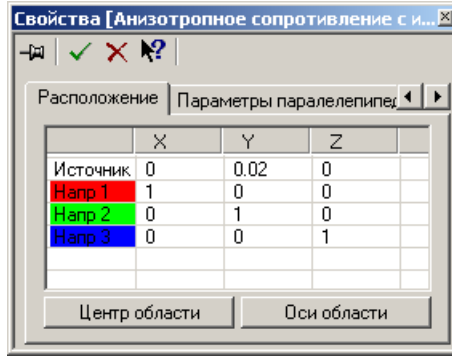 Свойства [Анизотропное сопротивление с и...
Расположение Параметры паралелепипед
X Y Z
Источник 0 0.02 0
Напр 1 1 0 0
Напр 2 0 1 0
Напр 3 0 0 1
Центр области Оси области